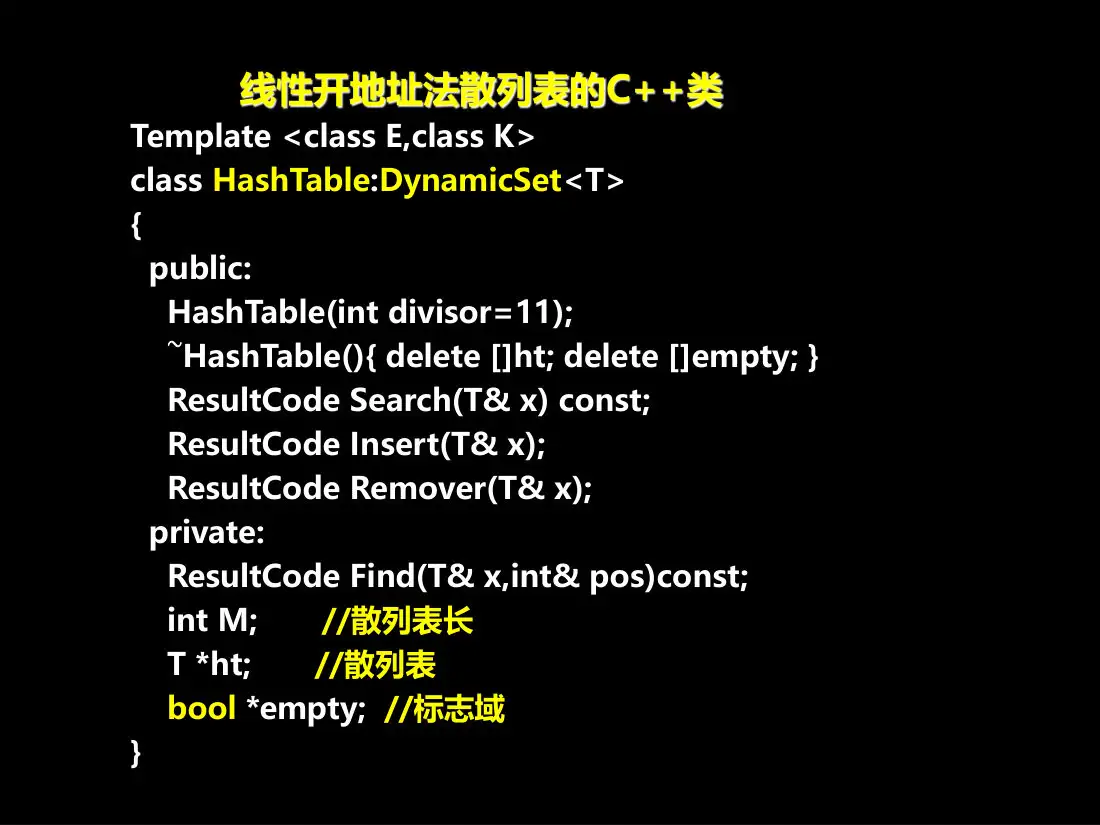 线性开地址法散列表的C++类
Template <class E,class K>
class HashTable:DynamicSet<T>
{
public:
HashTable(int divisor=11);
~HashTable(){ delete []ht; delete []empty; }
ResultCode Search(T& x) const;
ResultCode Insert(T& x);
ResultCode Remover(T& x);
private:
ResultCode Find(T& x,int& pos)const;
int M; //散列表长
T *ht; //散列表
bool *empty; //标志域
}